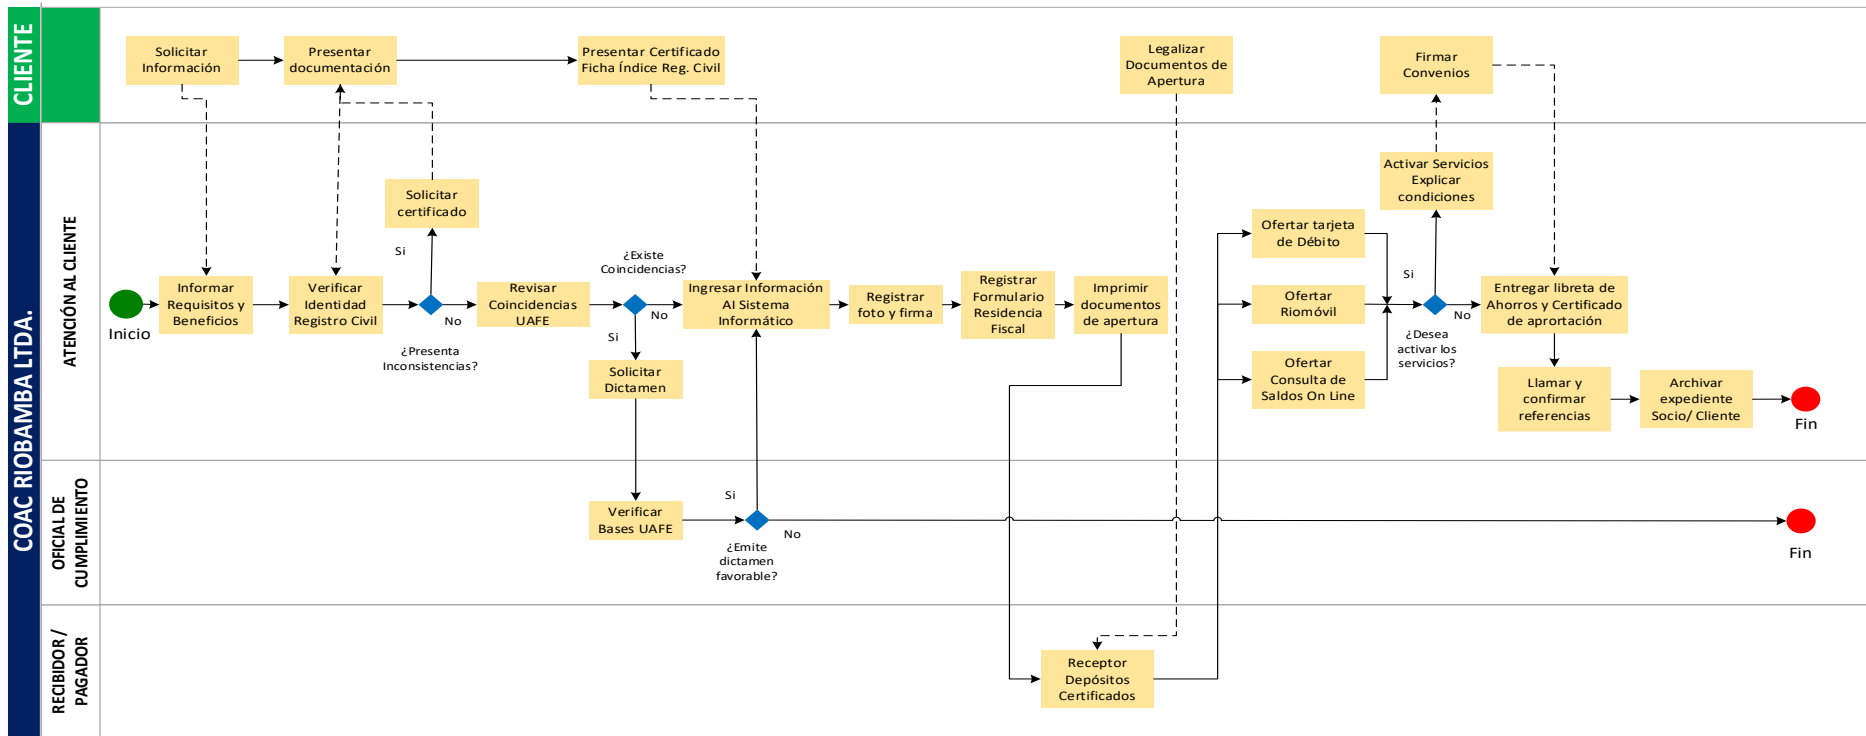 CLIENTE
Solicitar
Información
Presentar
documentación
Presentar Certificado
Ficha Índice Reg. Civil
Legalizar
Documentos de
Apertura
Firmar
Convenios
COAC RIOBAMBA LTDA.
ATENCIÓN AL CLIENTE
Inicio
Informar
Requisitos y
Beneficios
Verificar
Identidad
Registro Civil
Si
Solicitar
certificado
No
¿Presenta
Inconsistencias?
Revisar
Coincidencias
UAFE
¿Existe
Coincidencias?
No
Si
Solicitar
Dictamen
Ingresar Información
Al Sistema
Informático
Registrar
foto y firma
Registrar
Formulario
Residencia
Fiscal
Imprimir
documentos
de apertura
Ofertar tarjeta
de Débito
Ofertar
Riomóvil
Ofertar
Consulta de
Saldos On Line
Activar Servicios
Explicar
condiciones
Si
No
¿Desea
activar los
servicios?
Entregar libreta de
Ahorros y Certificado
de aprortación
Llamar y
confirmar
referencias
Archivar
expediente
Socio/ Cliente
Fin
OFICIAL DE
CUMPLIMIENTO
Verificar
Bases UAFE
Si
No
¿Emite
dictamen
favorable?
Fin
RECIBIDOR /
PAGADOR
Receptor
Depósitos
Certificados